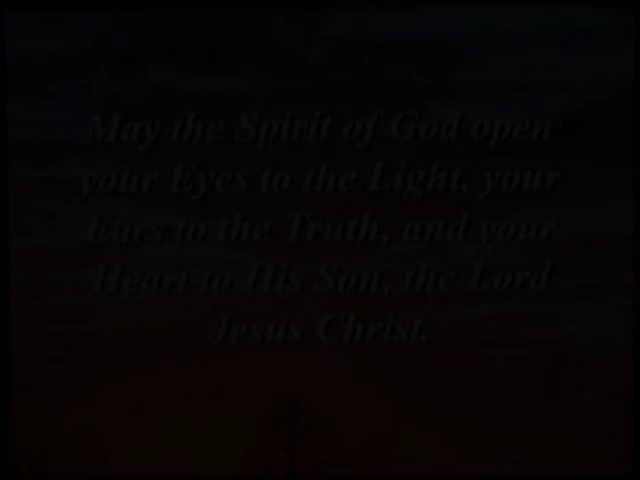 May the Spirit of God open
your Eyes to the Light, your
Ears to the Truth, and your
Heart to His Son, the Lord
Jesus Christ.